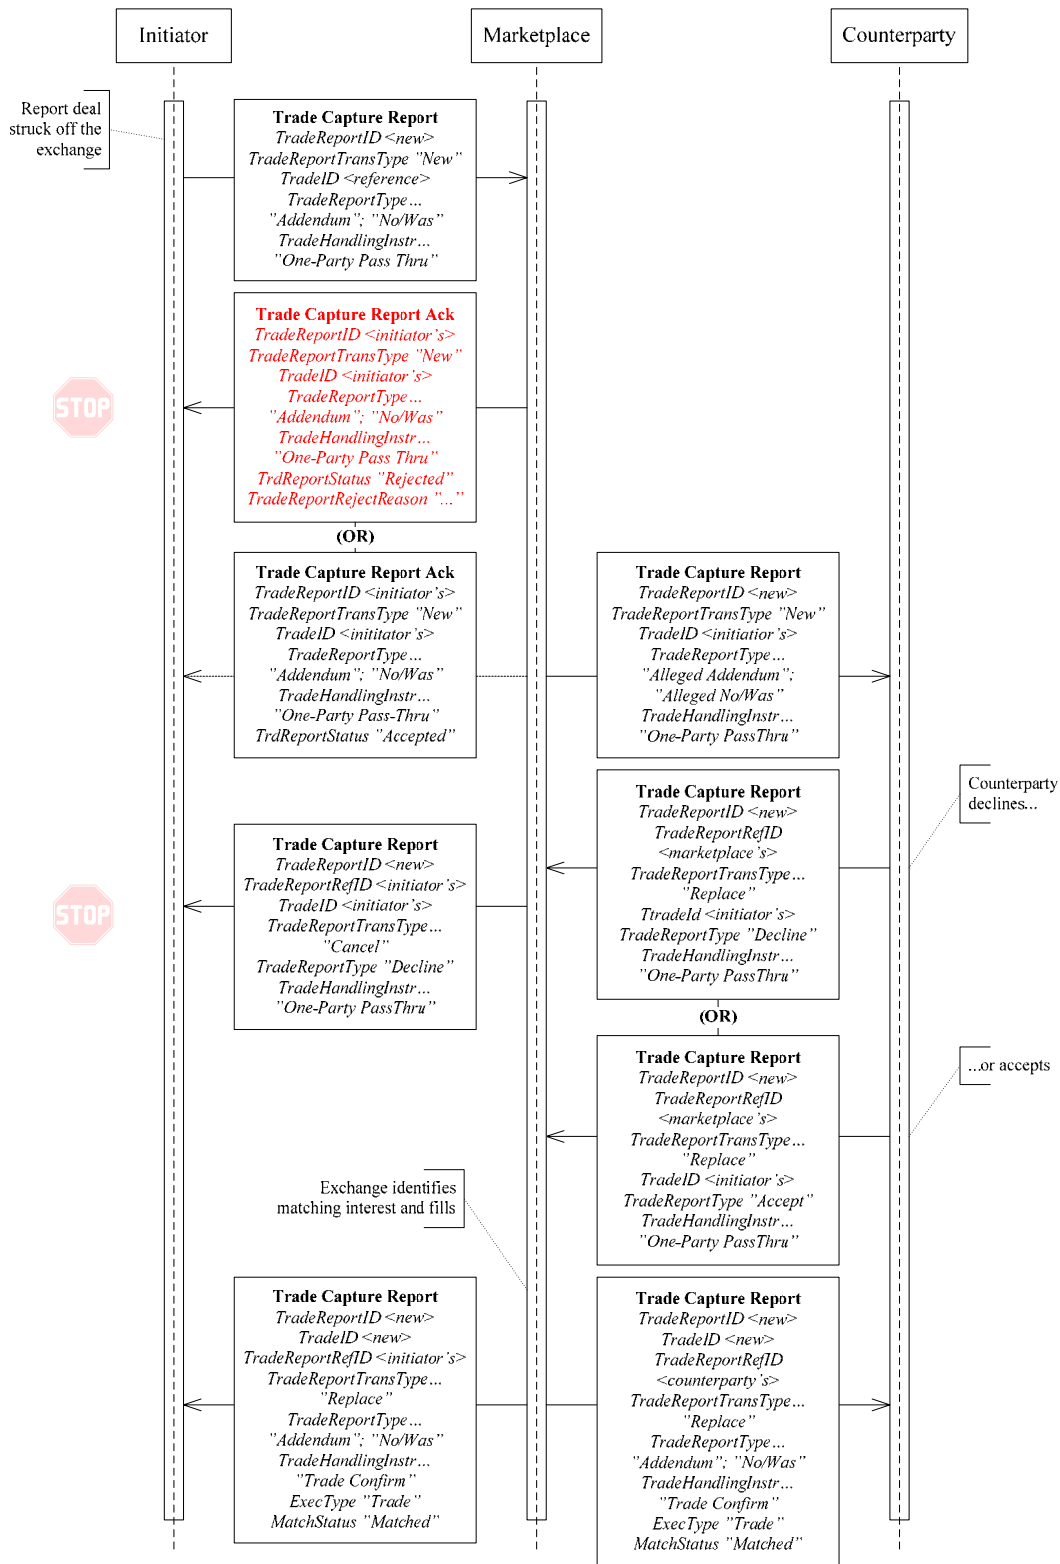 Initiator
Marketplace
Counterparty
Report deal
struck off the
exchange
Trade Capture Report
TradeReportID <new>
TradeReportTransType "New"
TradeID <reference>
TradeReportType...
"Addendum"; "No/Was"
TradeHandlingInstr...
"One-Party Pass Thru"
Trade Capture Report Ack
TradeReportID <initiator's>
TradeReportTransType "New"
TradeID <initiator's>
TradeReportType...
"Addendum"; "No/Was"
TradeHandlingInstr...
"One-Party Pass Thru"
TrdReportStatus "Rejected"
TradeReportRejectReason "..."
STOP
(OR)
Trade Capture Report Ack
TradeReportID <initiator's>
TradeReportTransType "New"
TradeID <inititator's>
TradeReportType...
"Addendum"; "No/Was"
TradeHandlingInstr...
"One-Party Pass-Thru"
TrdReportStatus "Accepted"
Trade Capture Report
TradeReportID <new>
TradeReportTransType "New"
TradeID <initiatior's>
TradeReportType...
"Alleged Addendum";
"Alleged No/Was"
TradeHandlingInstr...
"One-Party PassThru"
Counterparty
declines...
Trade Capture Report
TradeReportID <new>
TradeReportRefID
<marketplace's>
TradeReportTransType...
"Replace"
TtradeId <initiator's>
TradeReportType "Decline"
TradeHandlingInstr...
"One-Party PassThru"
Trade Capture Report
TradeReportID <new>
TradeReportRefID <initiator's>
TradeID <initiator's>
TradeReportTransType...
"Cancel"
TradeReportType "Decline"
TradeHandlingInstr...
"One-Party PassThru"
STOP
(OR)
...or accepts
Trade Capture Report
TradeReportID <new>
TradeReportRefID
<marketplace's>
TradeReportTransType...
"Replace"
TradeID <initiator's>
TradeReportType "Accept"
TradeHandlingInstr...
"One-Party PassThru"
Exchange identifies
matching interest and fills
Trade Capture Report
TradeReportID <new>
TradeID <new>
TradeReportRefID <initiator's>
TradeReportTransType...
"Replace"
TradeReportType...
"Addendum"; "No/Was"
TradeHandlingInstr...
"Trade Confirm"
ExecType "Trade"
MatchStatus "Matched"
Trade Capture Report
TradeReportID <new>
TradeID <new>
TradeReportRefID
<counterparty's>
TradeReportTransType...
"Replace"
TradeReportType...
"Addendum"; "No/Was"
TradeHandlingInstr...
"Trade Confirm"
ExecType "Trade"
MatchStatus "Matched"